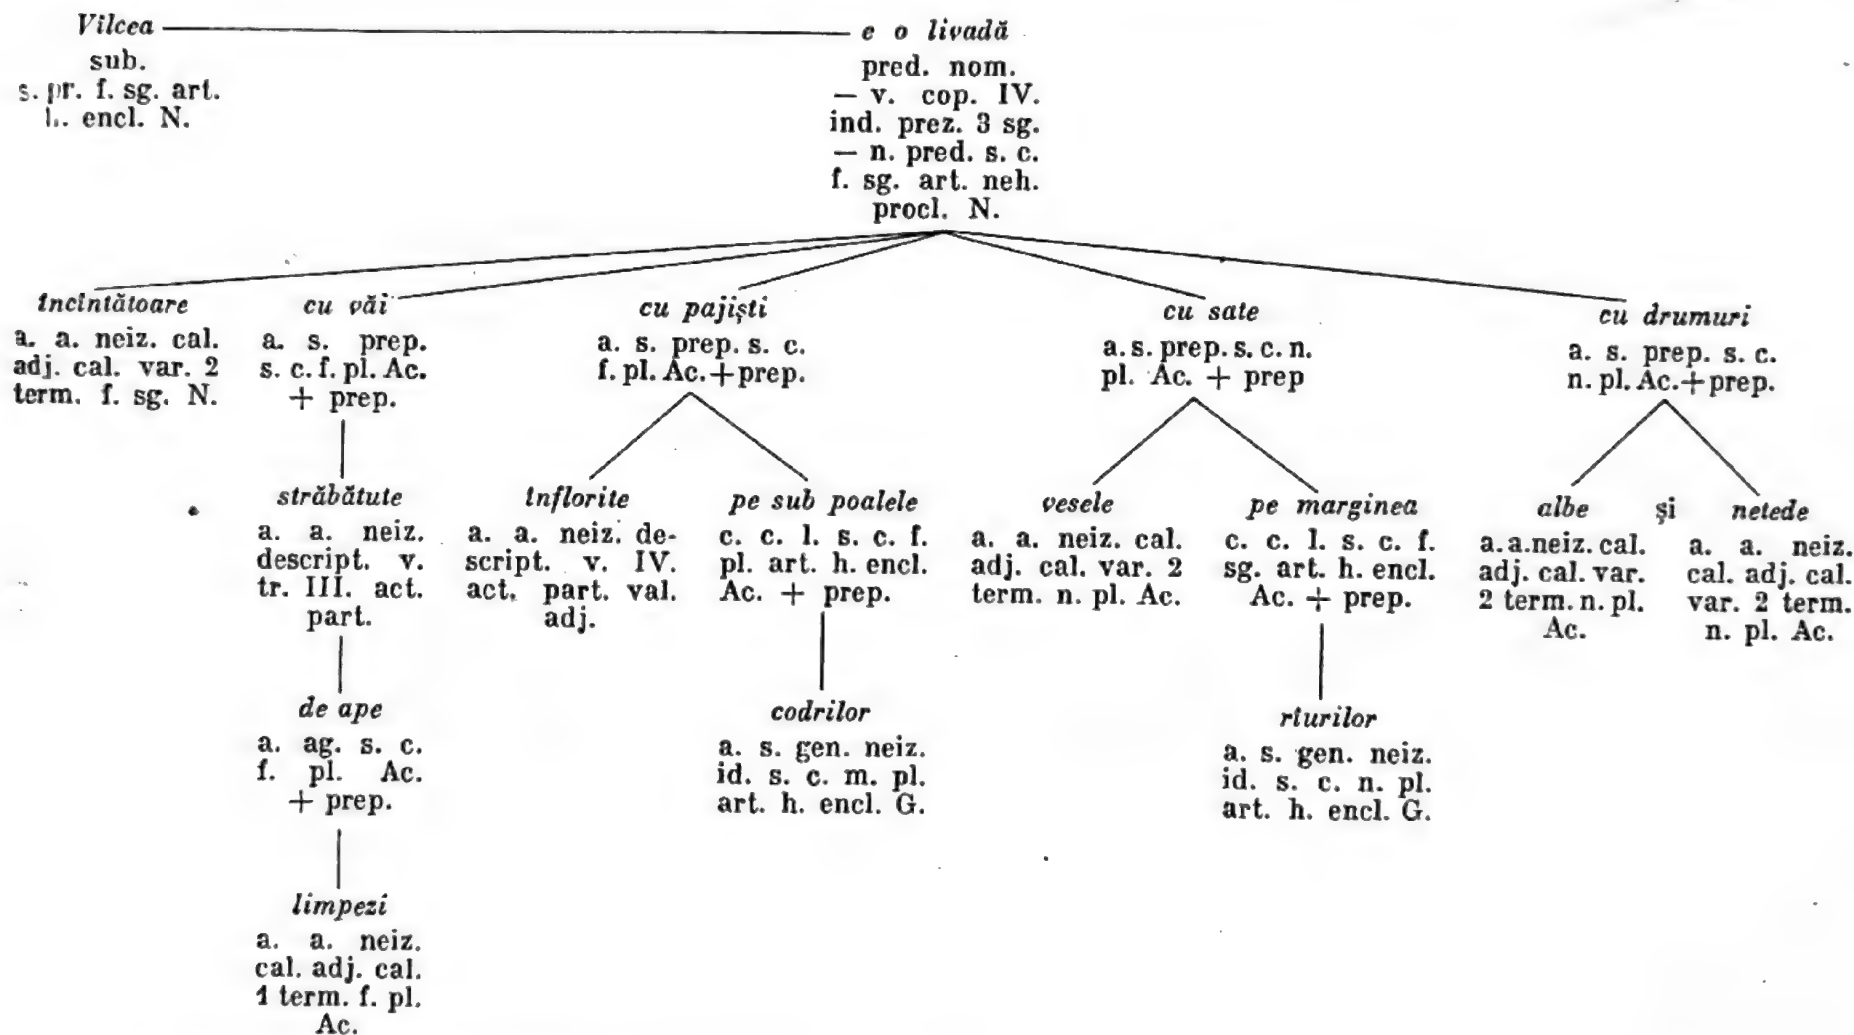 Vilcea
sub.
s. pr. f. sg. art.
h. encl. N.
e o livadă
pred. nom.
— v. cop. IV.
ind. prez. 3 sg.
— n. pred. s. c.
f. sg. art. neh.
procl. N.
încîntătoare
a. a. neiz. cal.
adj. cal. var. 2
term. f. sg. N.
cu văi
a. s. prep.
s. c. f. pl. Ac.
+ prep.
cu pajiști
a. s. prep. s. c.
f. pl. Ac. + prep.
cu sate
a. s. prep. s. c. n.
pl. Ac. + prep
cu drumuri
a. s. prep. s. c.
n. pl. Ac. + prep.
străbătute
a. a. neiz.
descript. v.
tr. III. act.
part.
înflorite
a. a. neiz. de-
script. v. IV.
act. part. val.
adj.
pe sub poalele
c. c. l. s. c. f.
pl. art. h. encl.
Ac. + prep.
vesele
a. a. neiz. cal.
adj. cal. var. 2
term. n. pl. Ac.
pe marginea
c. c. l. s. c. f.
sg. art. h. encl.
Ac. + prep.
albe și netede
a. a. neiz. cal.
adj. cal. var.
2 term. n. pl.
Ac.
a. a. neiz.
cal. adj. cal.
var. 2 term.
n. pl. Ac.
de ape
a. ag. s. c.
f. pl. Ac.
+ prep.
codrilor
a. s. gen. neiz.
id. s. c. m. pl.
art. h. encl. G.
rîurilor
a. s. gen. neiz.
id. s. c. n. pl.
art. h. encl. G.
limpezi
a. a. neiz.
cal. adj. cal.
1 term. f. pl.
Ac.